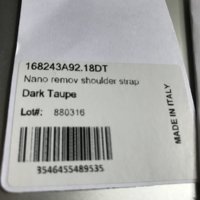 168243A92.18DT
Nano remov shoulder strap
Dark Taupe
Lot#: 880316
MADE IN ITALY
3546455489535